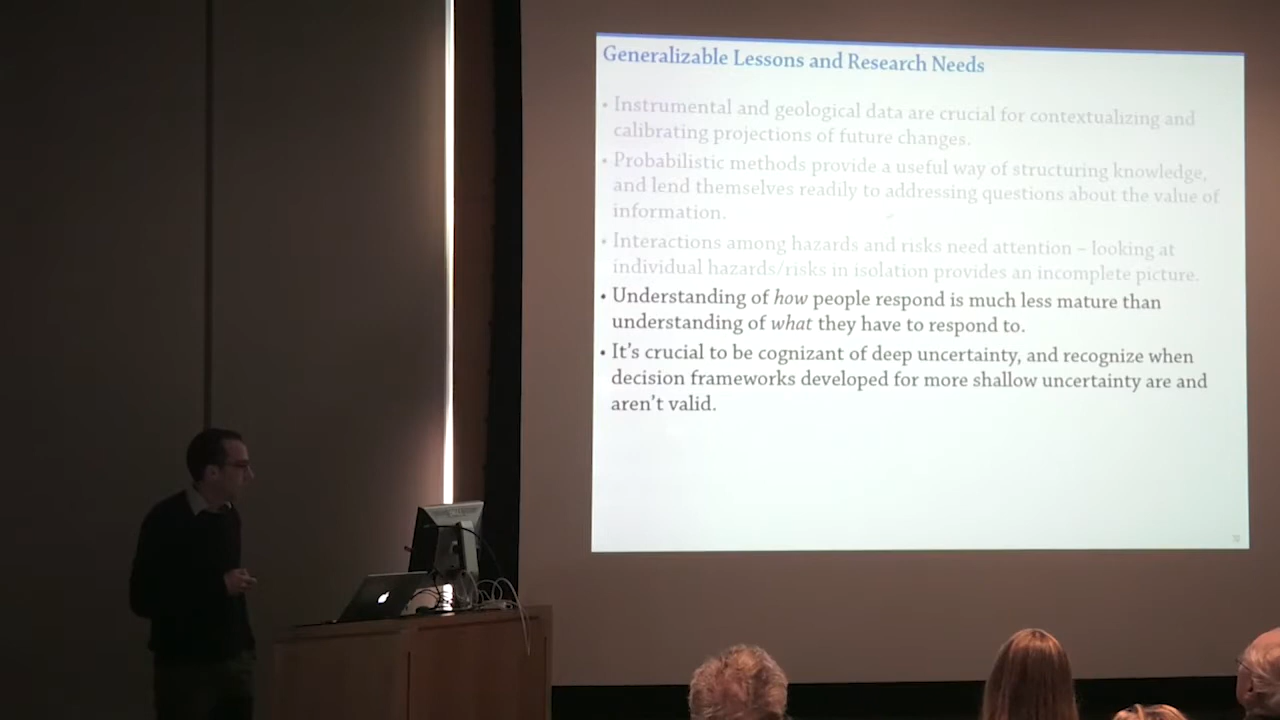 Generalizable Lessons and Research Needs
• Instrumental and geological data are crucial for contextualizing and
calibrating projections of future changes.
• Probabilistic methods provide a useful way of structuring knowledge,
and lend themselves readily to addressing questions about the value of
information.
• Interactions among hazards and risks need attention – looking at
individual hazards/risks in isolation provides an incomplete picture.
• Understanding of how people respond is much less mature than
understanding of what they have to respond to.
• It's crucial to be cognizant of deep uncertainty, and recognize when
decision frameworks developed for more shallow uncertainty are and
aren't valid.